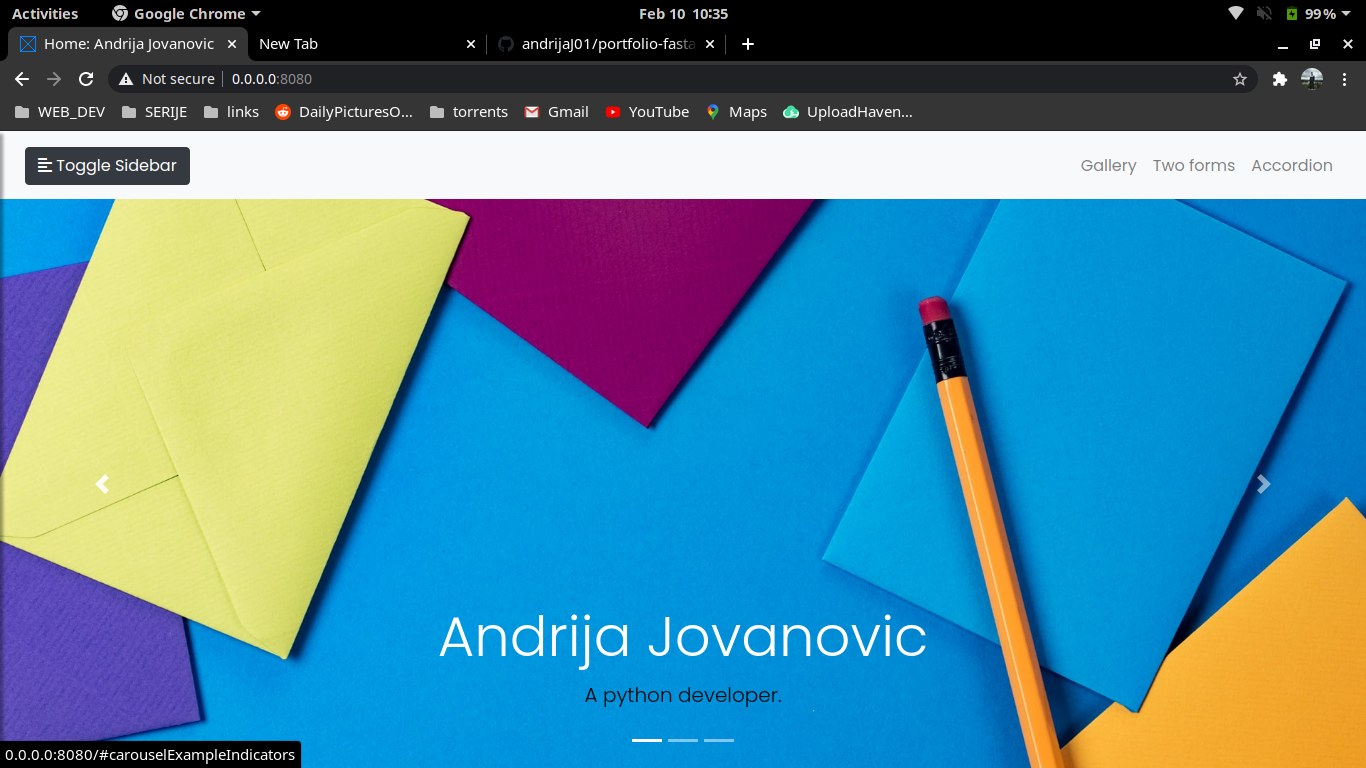 Activities Google Chrome Feb 10 10:35 99%
Home: Andrija Jovanovic New Tab andrijaJ01/portfolio-fasta
Not secure 0.0.0.0:8080
WEB_DEV SERIJE links DailyPicturesO... torrents Gmail YouTube Maps UploadHaven...
Toggle Sidebar Gallery Two forms Accordion
Andrija Jovanovic
A python developer.
0.0.0.0:8080/#carouselExampleIndicators